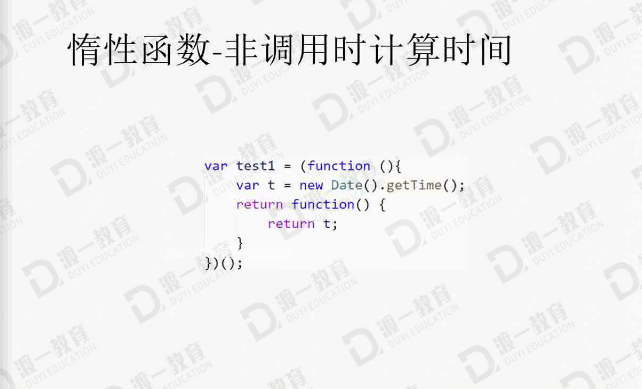 惰性函数-非调用时计算时间
var test1 = (function (){
    var t = new Date().getTime();
    return function() {
        return t;
    }
})();
渡一教育
DUYI EDUCATION